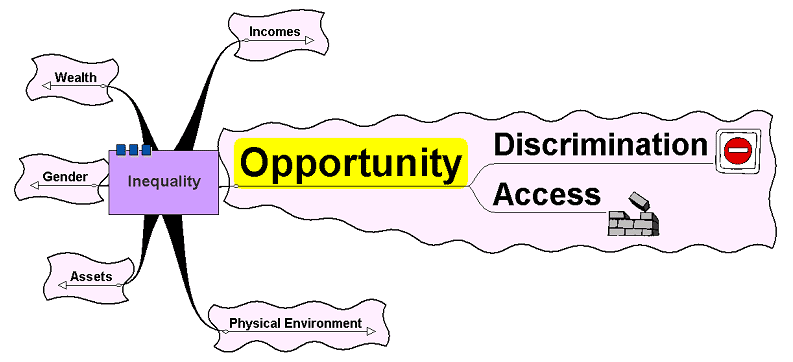 Incomes
Wealth
Opportunity
Discrimination
Access
Gender
Inequality
Assets
Physical Environment